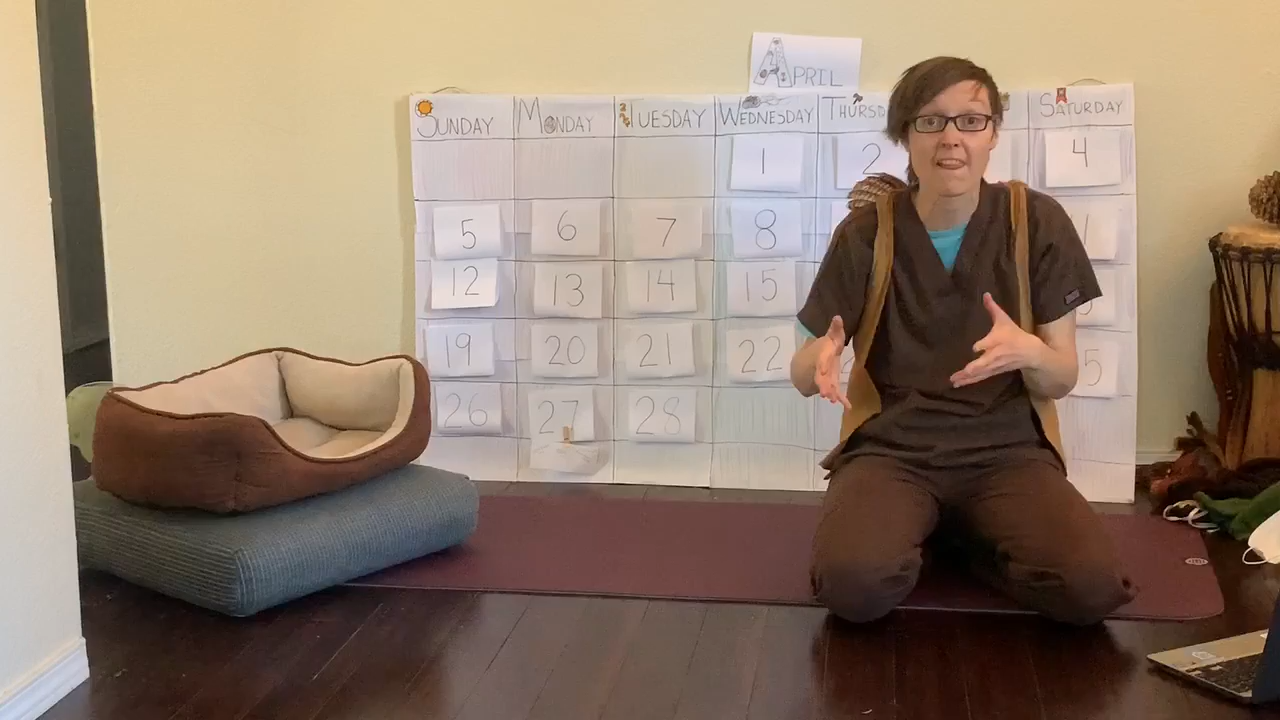 APRIL
SUNDAY MONDAY TUESDAY WEDNESDAY THURSD SATURDAY
1 2 4
5 6 7 8
12 13 14 15
19 20 21 22
26 27 28